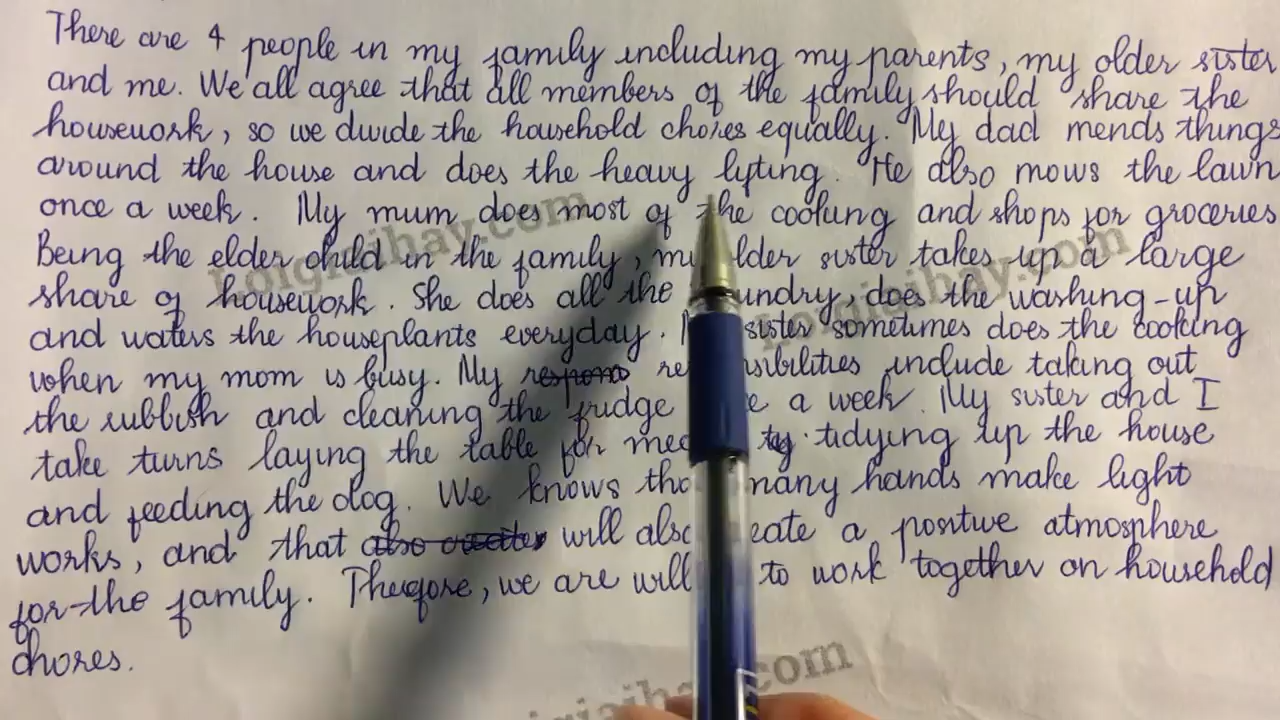 There are 4 people in my family including my parents, my older sister
and me. We all agree that all members of the family should share the
housework, so we divide the household chores equally. My dad mends things
around the house and does the heavy lifting. He also mows the lawn
once a week. My mum does most of the cooking and shops for groceries
Being the elder child in the family, my older sister takes up a large
share of housework. She does all the laundry, does the washing-up
and waters the houseplants everyday. sister sometimes does the cooking
when my mom is busy. My responsibilities include taking out
the rubbish and cleaning the fridge a week. My sister and I
take turns laying the table for tidying up the house
and feeding the dog. We knows many hands make light
works, and that will also create a positive atmosphere
for the family. Therefore, we are to work together on household
chores.
loigiaihay.com
loigiaihay.com
loigiaihay.com